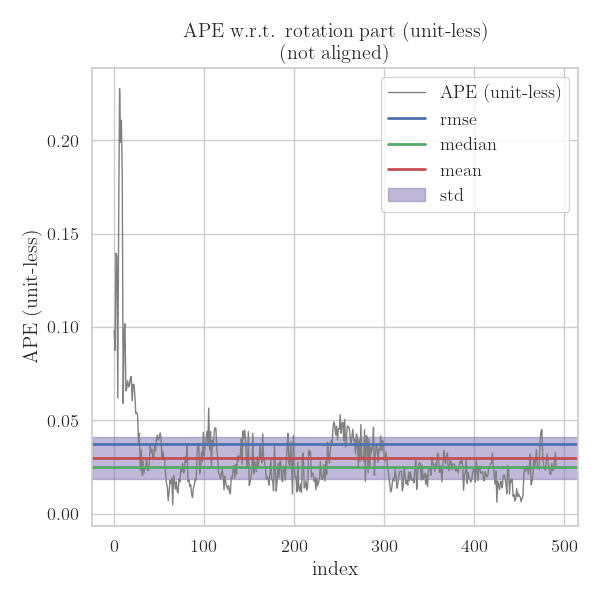 APE w.r.t. rotation part (unit-less)
(not aligned)
APE (unit-less)
rmse
median
mean
std
APE (unit-less)
0.20
0.15
0.10
0.05
0.00
0 100 200 300 400 500
index